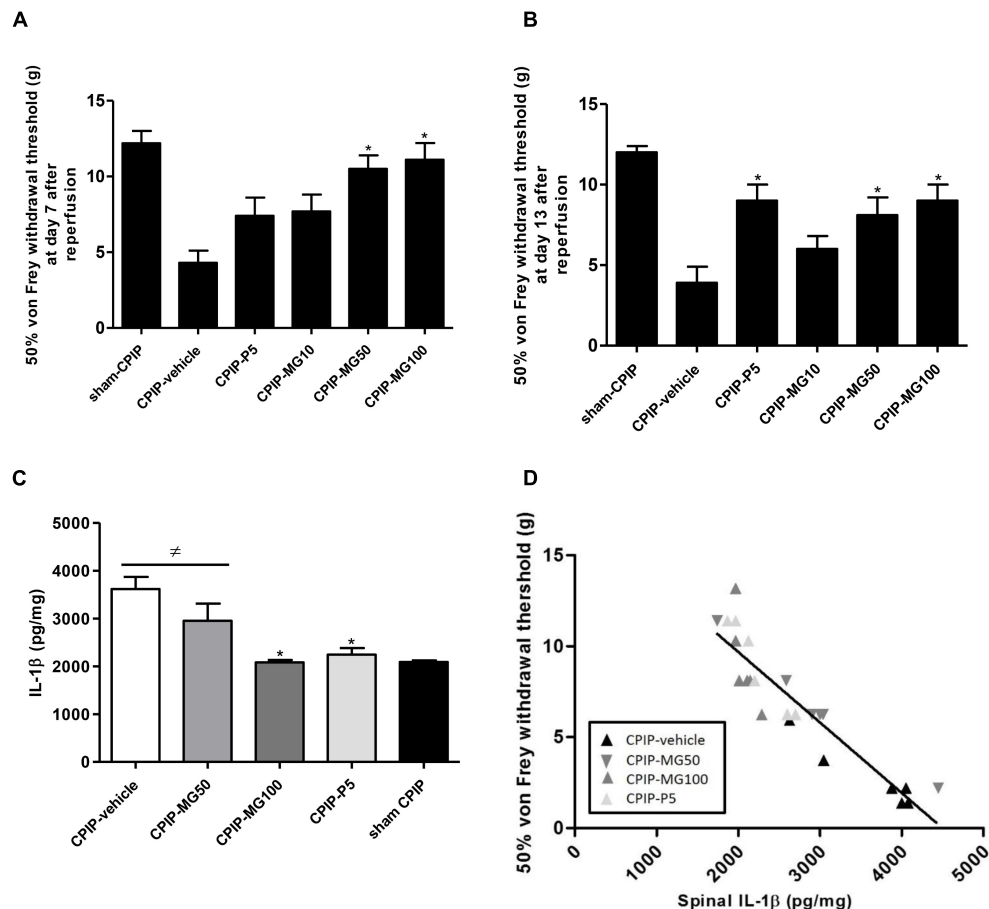 A
50% von Frey withdrawal threshold (g)
at day 7 after
reperfusion
15
10
5
0
sham-CPIP
CPIP-vehicle
CPIP-P5
CPIP-MG10
CPIP-MG50
CPIP-MG100
*
*
B
50% von Frey withdrawal threshold (g)
at day 13 after
reperfusion
15
10
5
0
sham-CPIP
CPIP-vehicle
CPIP-P5
CPIP-MG10
CPIP-MG50
CPIP-MG100
*
*
*
C
IL-1β (pg/mg)
5000
4000
3000
2000
1000
0
≠
*
*
CPIP-vehicle
CPIP-MG50
CPIP-MG100
CPIP-P5
sham CPIP
D
50% von Frey withdrawal thershold (g)
15
10
5
0
CPIP-vehicle
CPIP-MG50
CPIP-MG100
CPIP-P5
0
1000
2000
3000
4000
5000
Spinal IL-1β (pg/mg)